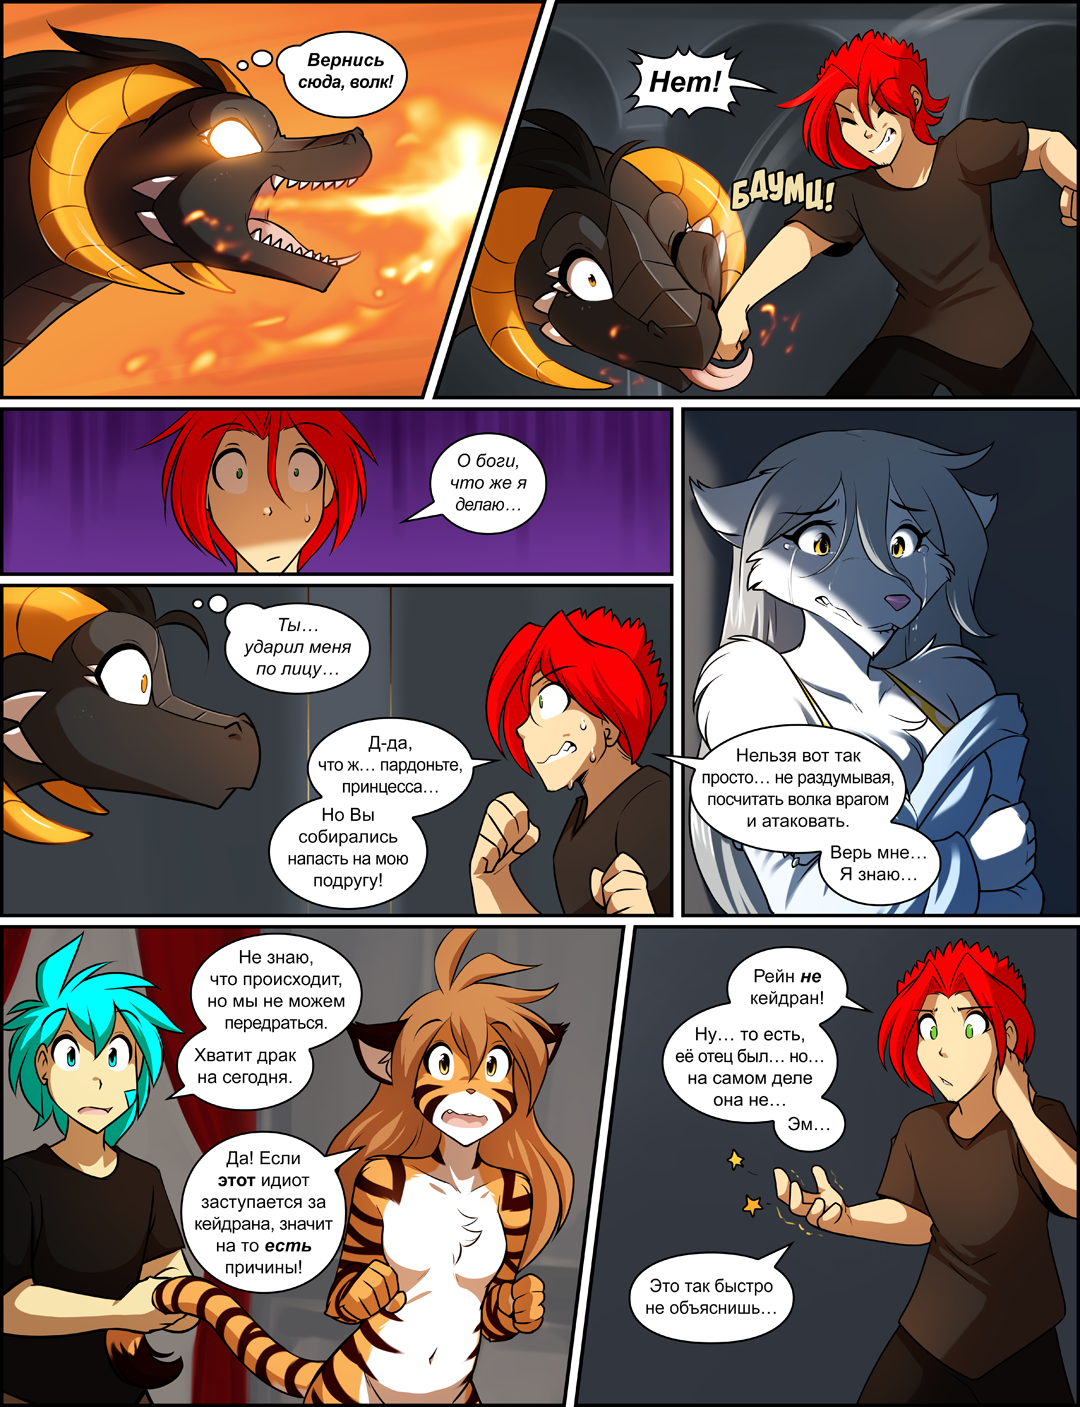 Вернись
сюда, волк!
Нет!
БДУМЦ!
О боги,
что же я
делаю…
Ты…
ударил меня
по лицу…
Д-да,
что ж… пардоньте,
принцесса…
Но Вы
собирались
напасть на мою
подругу!
Нельзя вот так
просто… не раздумывая,
посчитать волка врагом
и атаковать.
Верь мне…
Я знаю…
Не знаю,
что происходит,
но мы не можем
передраться.
Хватит драк
на сегодня.
Да! Если
этот идиот
заступается за
кейдрана, значит
на то есть
причины!
Рейн не
кейдран!
Ну… то есть,
её отец был… но…
на самом деле
она не…
Эм…
Это так быстро
не объяснишь…